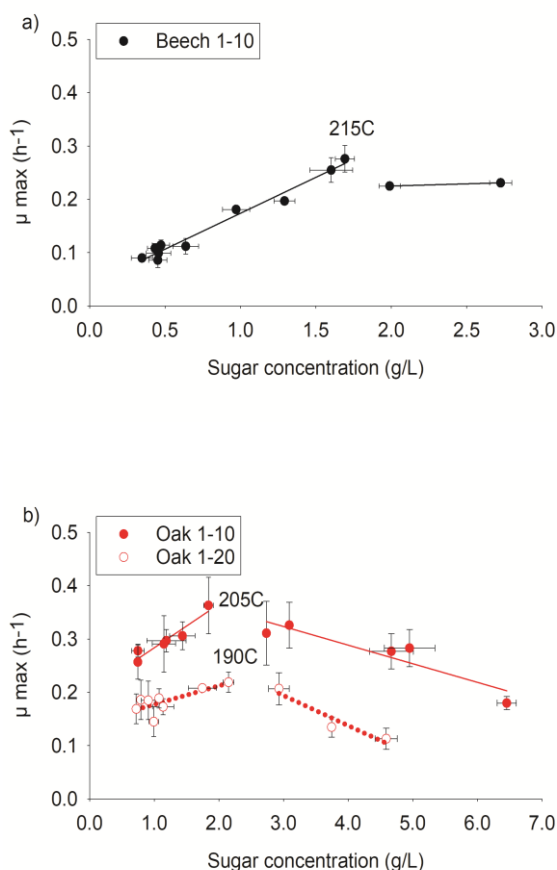 a)
Beech 1-10
0.5
0.4
0.3
0.2
0.1
0.0
µ max (h-1)
215C
0.0 0.5 1.0 1.5 2.0 2.5 3.0
Sugar concentration (g/L)
b)
Oak 1-10
Oak 1-20
0.5
0.4
0.3
0.2
0.1
0.0
µ max (h-1)
205C
190C
1.0 2.0 3.0 4.0 5.0 6.0 7.0
Sugar concentration (g/L)